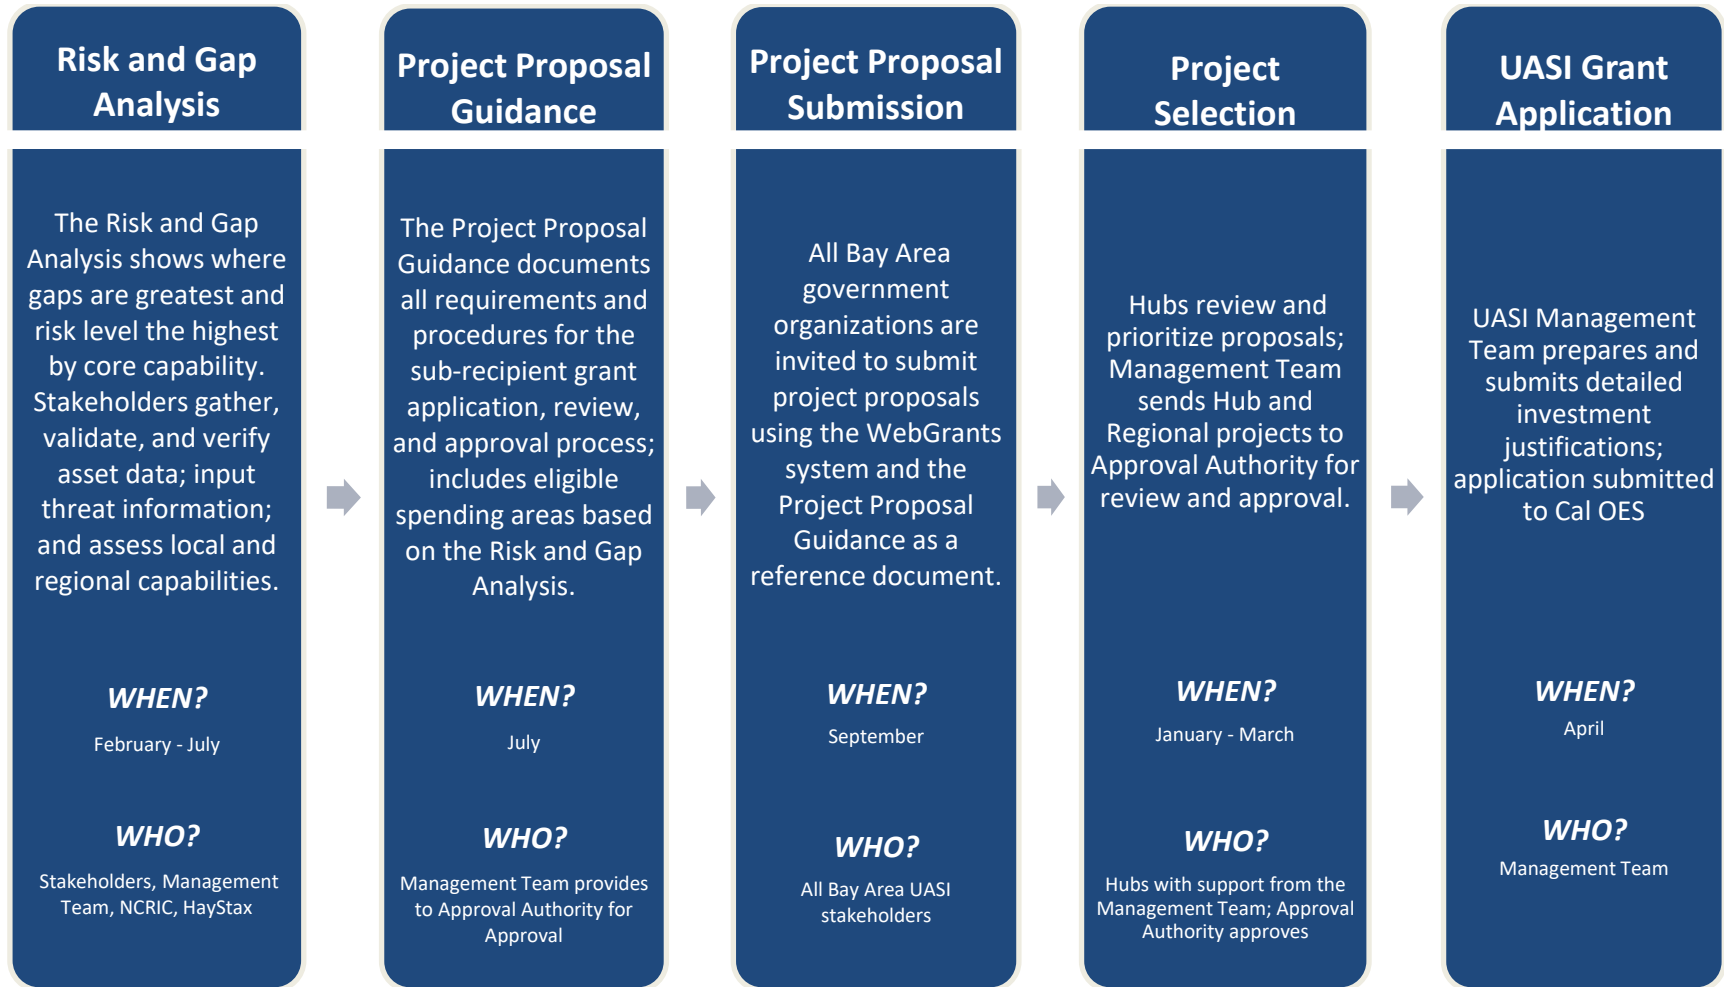 Risk and Gap
Analysis
The Risk and Gap
Analysis shows where
gaps are greatest and
risk level the highest
by core capability.
Stakeholders gather,
validate, and verify
asset data; input
threat information;
and assess local and
regional capabilities.
WHEN?
February - July
WHO?
Stakeholders, Management
Team, NCRIC, HayStax
Project Proposal
Guidance
The Project Proposal
Guidance documents
all requirements and
procedures for the
sub-recipient grant
application, review,
and approval process;
includes eligible
spending areas based
on the Risk and Gap
Analysis.
WHEN?
July
WHO?
Management Team provides
to Approval Authority for
Approval
Project Proposal
Submission
All Bay Area
government
organizations are
invited to submit
project proposals
using the WebGrants
system and the
Project Proposal
Guidance as a
reference document.
WHEN?
September
WHO?
All Bay Area UASI
stakeholders
Project
Selection
Hubs review and
prioritize proposals;
Management Team
sends Hub and
Regional projects to
Approval Authority for
review and approval.
WHEN?
January - March
WHO?
Hubs with support from the
Management Team; Approval
Authority approves
UASI Grant
Application
UASI Management
Team prepares and
submits detailed
investment
justifications;
application submitted
to Cal OES
WHEN?
April
WHO?
Management Team